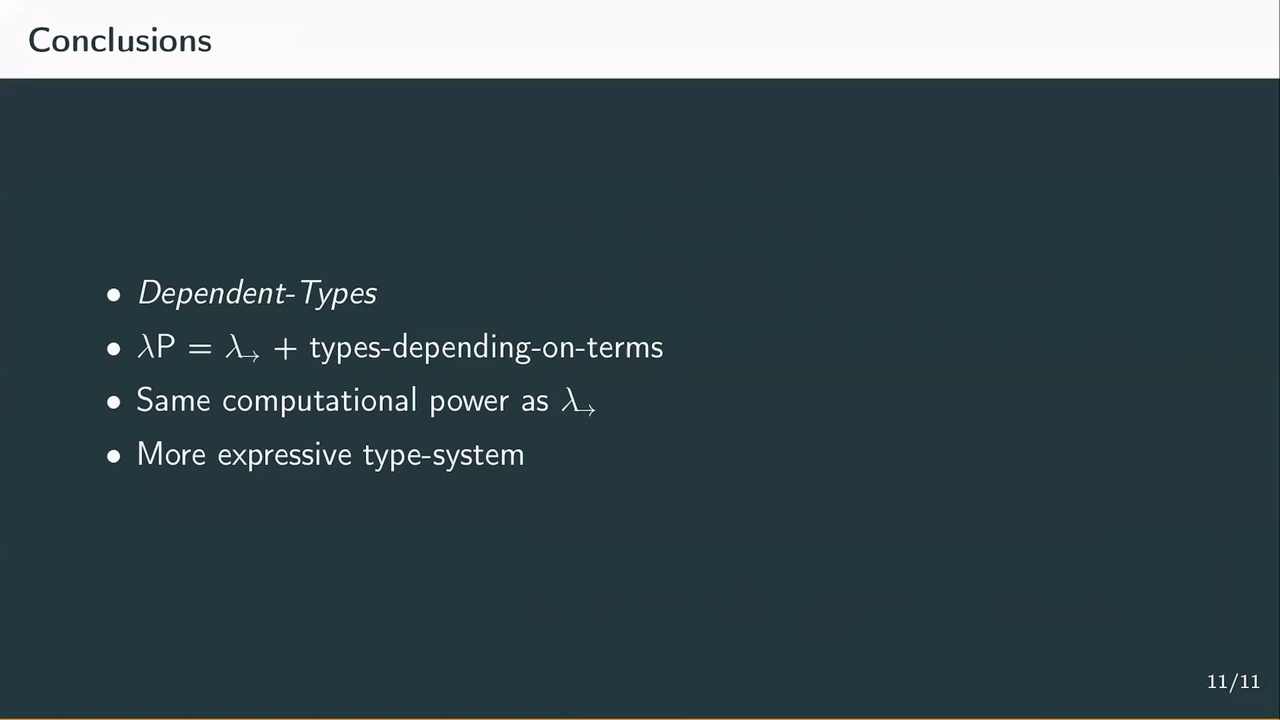 Conclusions
• Dependent-Types
• λP = λ→ + types-depending-on-terms
• Same computational power as λ→
• More expressive type-system
11/11